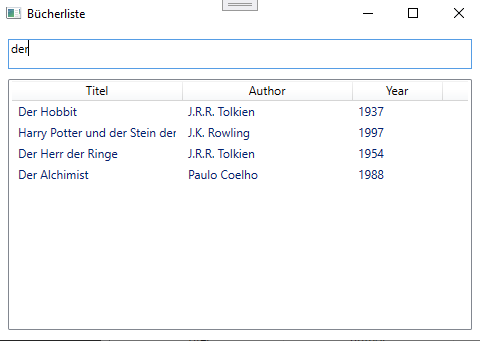 Bücherliste
der
Titel Author Year
Der Hobbit J.R.R. Tolkien 1937
Harry Potter und der Stein der J.K. Rowling 1997
Der Herr der Ringe J.R.R. Tolkien 1954
Der Alchimist Paulo Coelho 1988